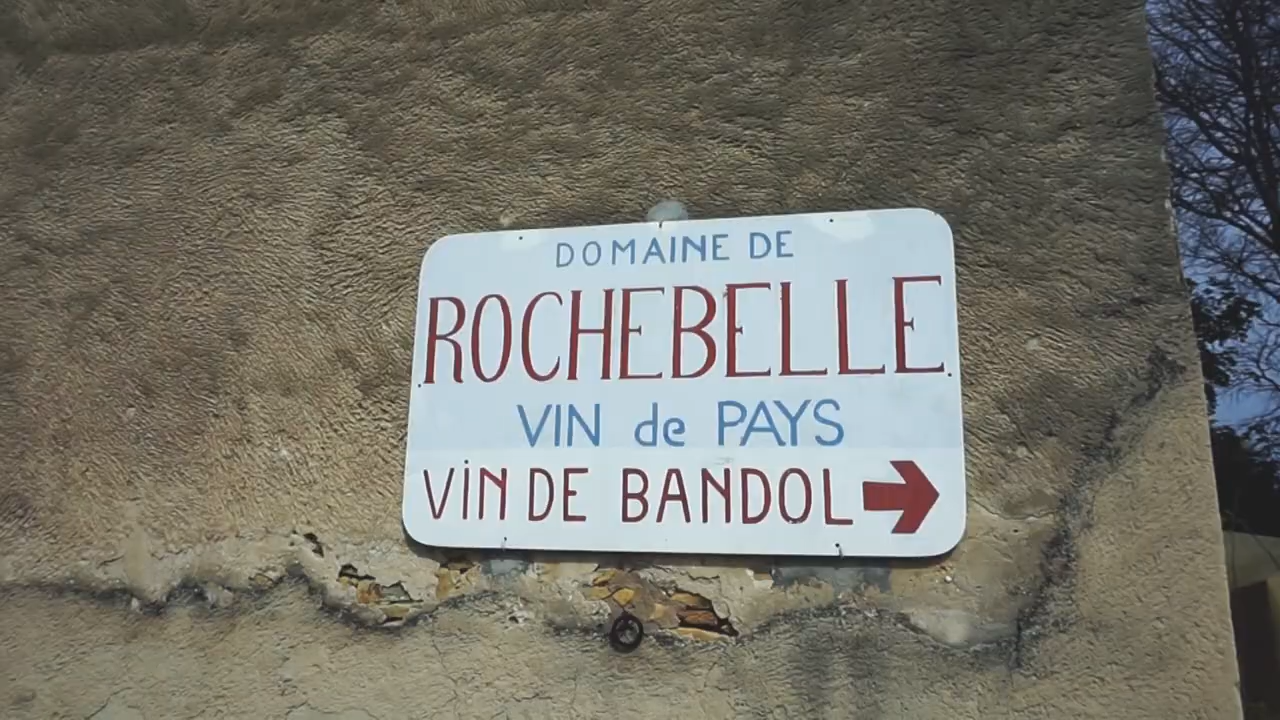 DOMAINE DE
ROCHEBELLE
VIN de PAYS
VIN DE BANDOL